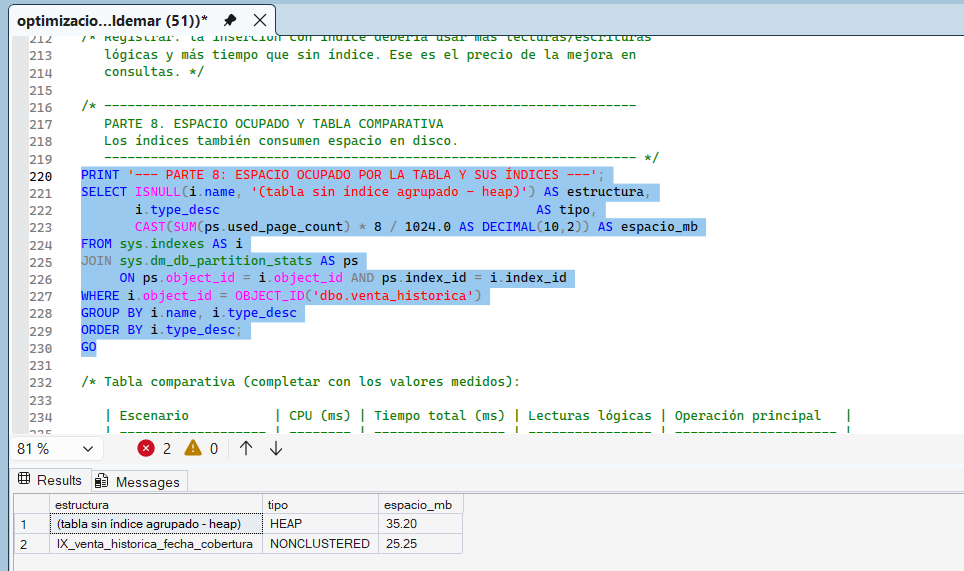 optimizacio...ldemar (51))*
212 /* Registrar: la inserción con índice debería usar más lecturas/escrituras
213 lógicas y más tiempo que sin índice. Ese es el precio de la mejora en
214 consultas. */
215
216 /* ---------------------------------------------------------------------
217 PARTE 8. ESPACIO OCUPADO Y TABLA COMPARATIVA
218 Los índices también consumen espacio en disco.
219 --------------------------------------------------------------------- */
220 PRINT '--- PARTE 8: ESPACIO OCUPADO POR LA TABLA Y SUS ÍNDICES ---';
221 SELECT ISNULL(i.name, '(tabla sin índice agrupado - heap)') AS estructura,
222 i.type_desc AS tipo,
223 CAST(SUM(ps.used_page_count) * 8 / 1024.0 AS DECIMAL(10,2)) AS espacio_mb
224 FROM sys.indexes AS i
225 JOIN sys.dm_db_partition_stats AS ps
226 ON ps.object_id = i.object_id AND ps.index_id = i.index_id
227 WHERE i.object_id = OBJECT_ID('dbo.venta_historica')
228 GROUP BY i.name, i.type_desc
229 ORDER BY i.type_desc;
230 GO
231
232 /* Tabla comparativa (completar con los valores medidos):
233
234 | Escenario | CPU (ms) | Tiempo total (ms) | Lecturas lógicas | Operación principal |
235 | ------------------- | -------- | ----------------- | ---------------- | --------------------- |
81 % 2 0
Results Messages
estructura tipo espacio_mb
1 (tabla sin índice agrupado - heap) HEAP 35.20
2 IX_venta_historica_fecha_cobertura NONCLUSTERED 25.25